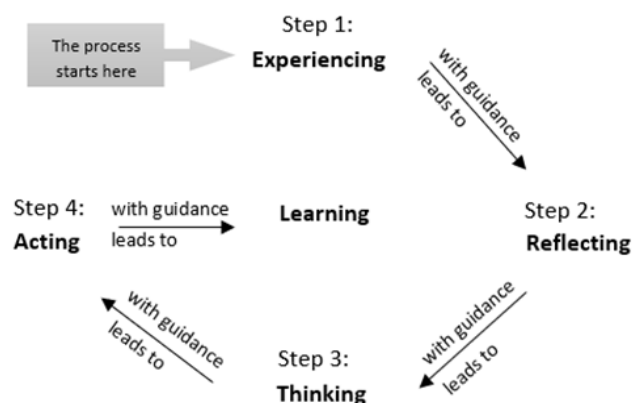 The process
starts here
Step 1:
Experiencing
with guidance
leads to
Step 2:
Reflecting
with guidance
leads to
Step 3:
Thinking
with guidance
leads to
Step 4:
Acting
with guidance
leads to
Learning